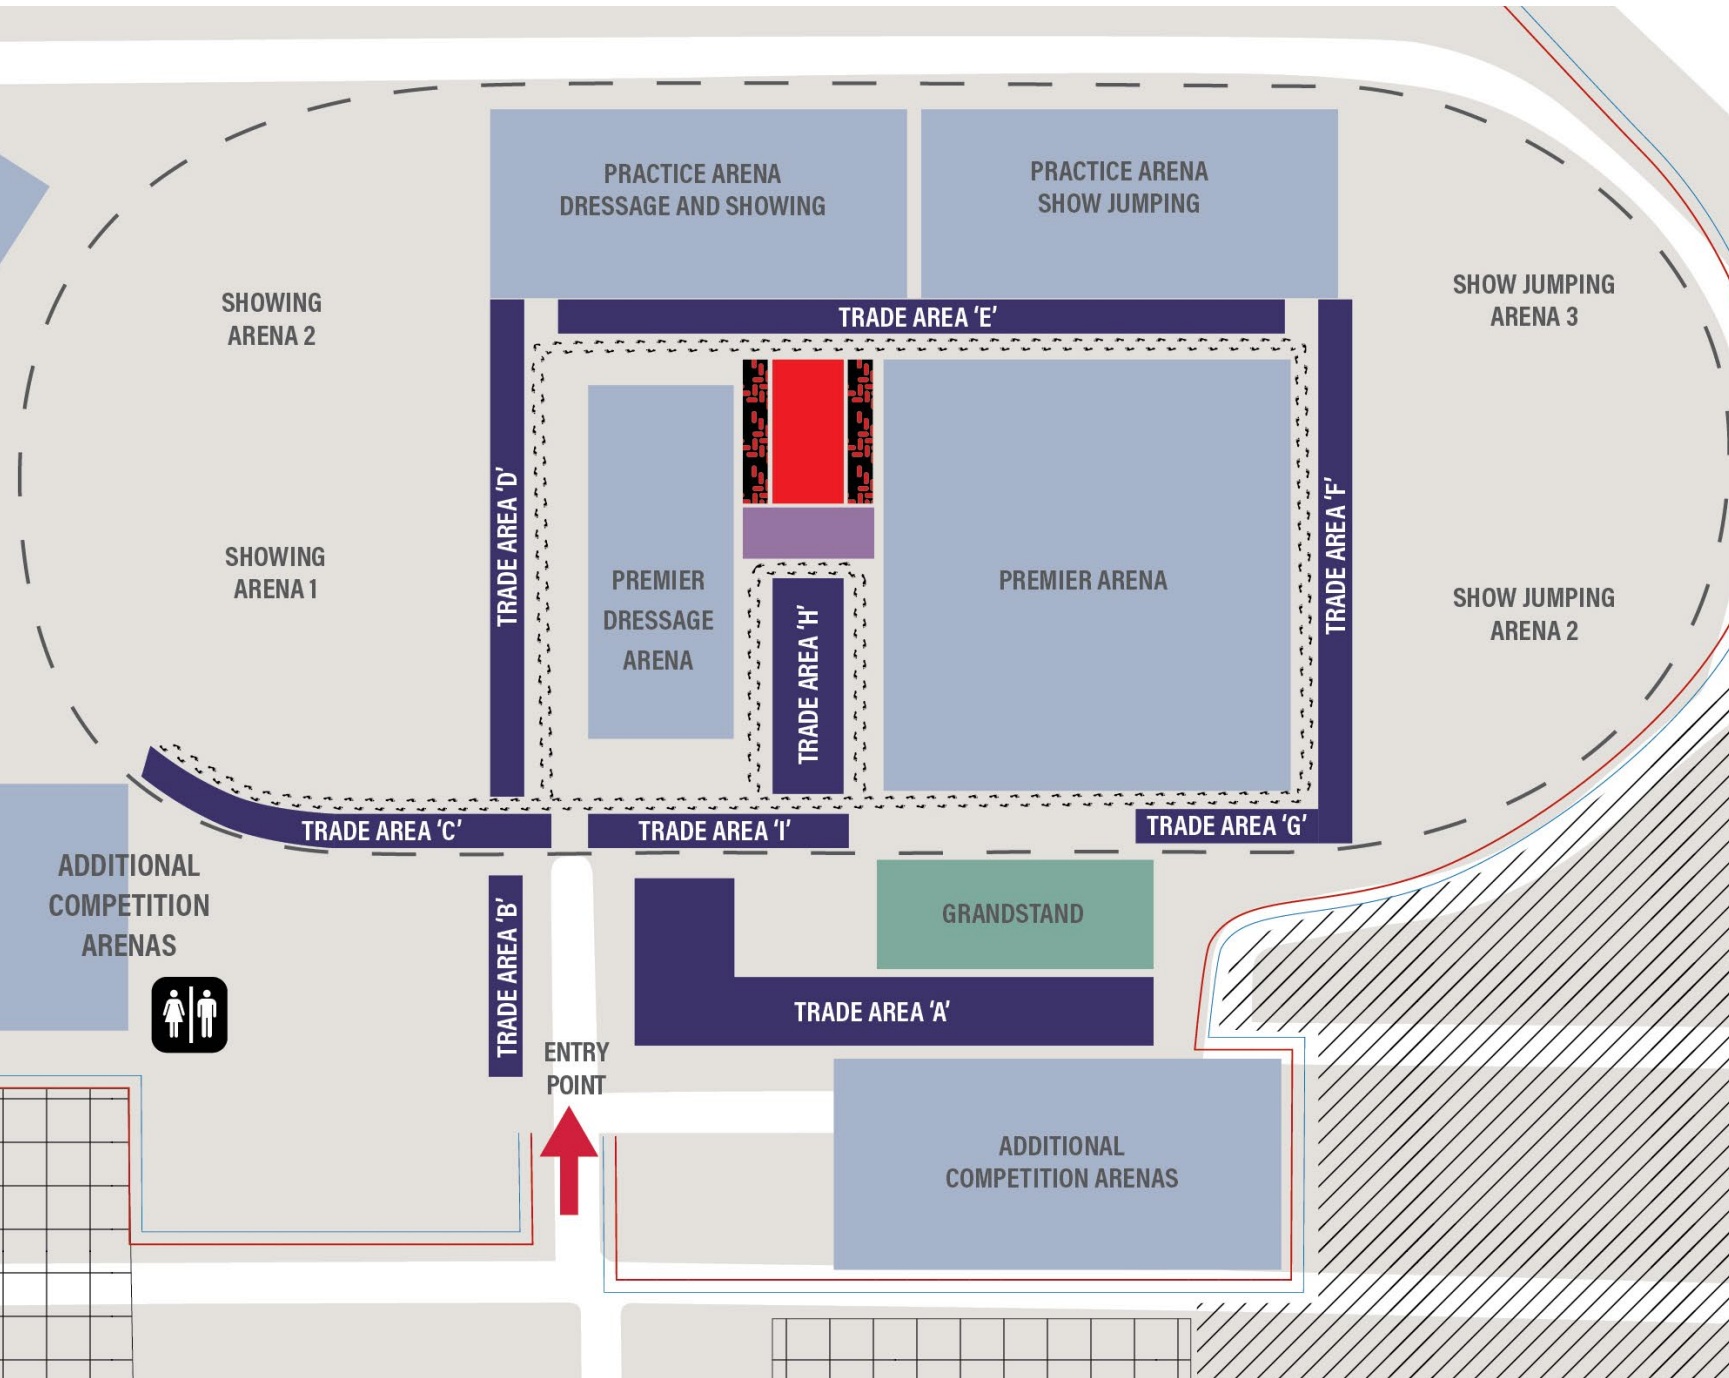 PRACTICE ARENA
DRESSAGE AND SHOWING
PRACTICE ARENA
SHOW JUMPING
SHOWING
ARENA 2
SHOW JUMPING
ARENA 3
TRADE AREA ‘E’
TRADE AREA ‘D’
TRADE AREA ‘F’
SHOWING
ARENA 1
PREMIER
DRESSAGE
ARENA
TRADE AREA ‘H’
PREMIER ARENA
SHOW JUMPING
ARENA 2
TRADE AREA ‘C’
TRADE AREA ‘I’
TRADE AREA ‘G’
ADDITIONAL
COMPETITION
ARENAS
TRADE AREA ‘B’
GRANDSTAND
TRADE AREA ‘A’
ENTRY
POINT
ADDITIONAL
COMPETITION ARENAS